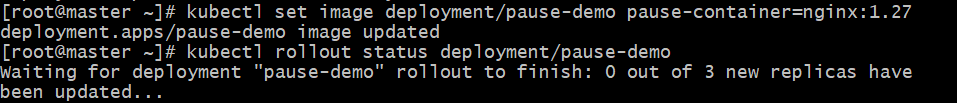 [root@master ~]# kubectl set image deployment/pause-demo pause-container=nginx:1.27
deployment.apps/pause-demo image updated
[root@master ~]# kubectl rollout status deployment/pause-demo
Waiting for deployment "pause-demo" rollout to finish: 0 out of 3 new replicas have
been updated...